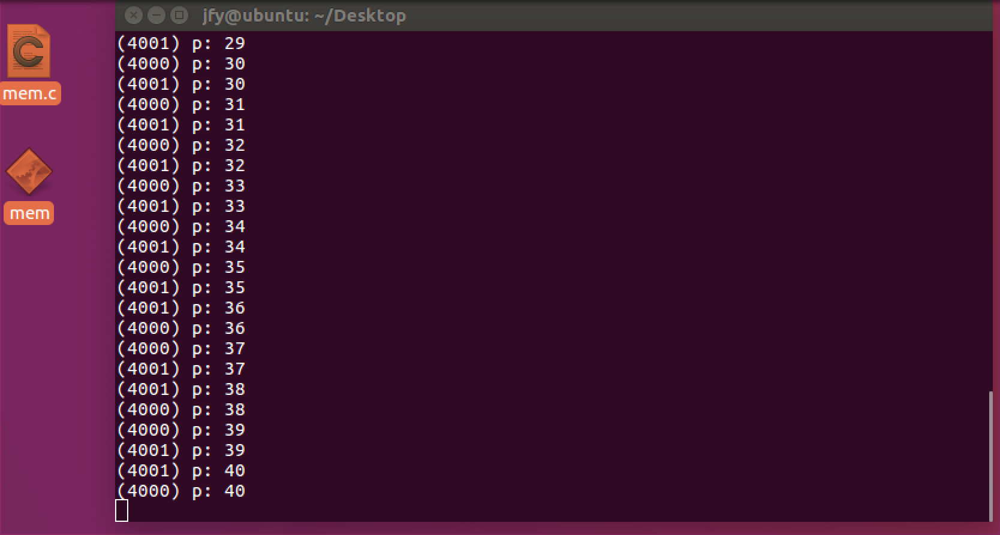 jfy@ubuntu: ~/Desktop
mem.c
mem
(4001) p: 29
(4000) p: 30
(4001) p: 30
(4000) p: 31
(4001) p: 31
(4000) p: 32
(4001) p: 32
(4000) p: 33
(4001) p: 33
(4000) p: 34
(4001) p: 34
(4000) p: 35
(4001) p: 35
(4001) p: 36
(4000) p: 36
(4000) p: 37
(4001) p: 37
(4001) p: 38
(4000) p: 38
(4000) p: 39
(4001) p: 39
(4001) p: 40
(4000) p: 40